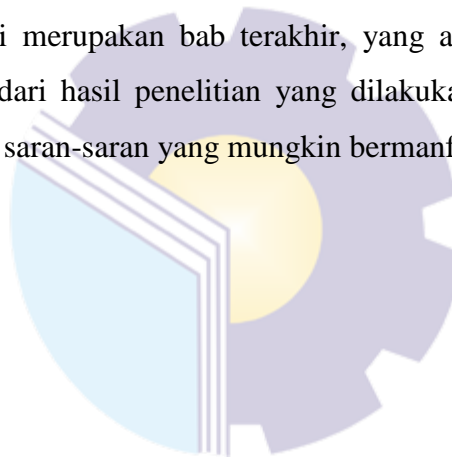 i merupakan bab terakhir, yang a
dari hasil penelitian yang dilakuka
saran-saran yang mungkin bermanf